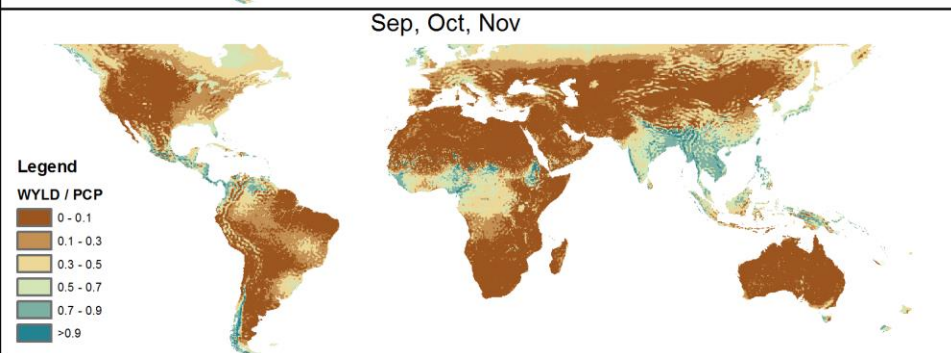 Sep, Oct, Nov
Legend
WYLD / PCP
0 - 0.1
0.1 - 0.3
0.3 - 0.5
0.5 - 0.7
0.7 - 0.9
>0.9